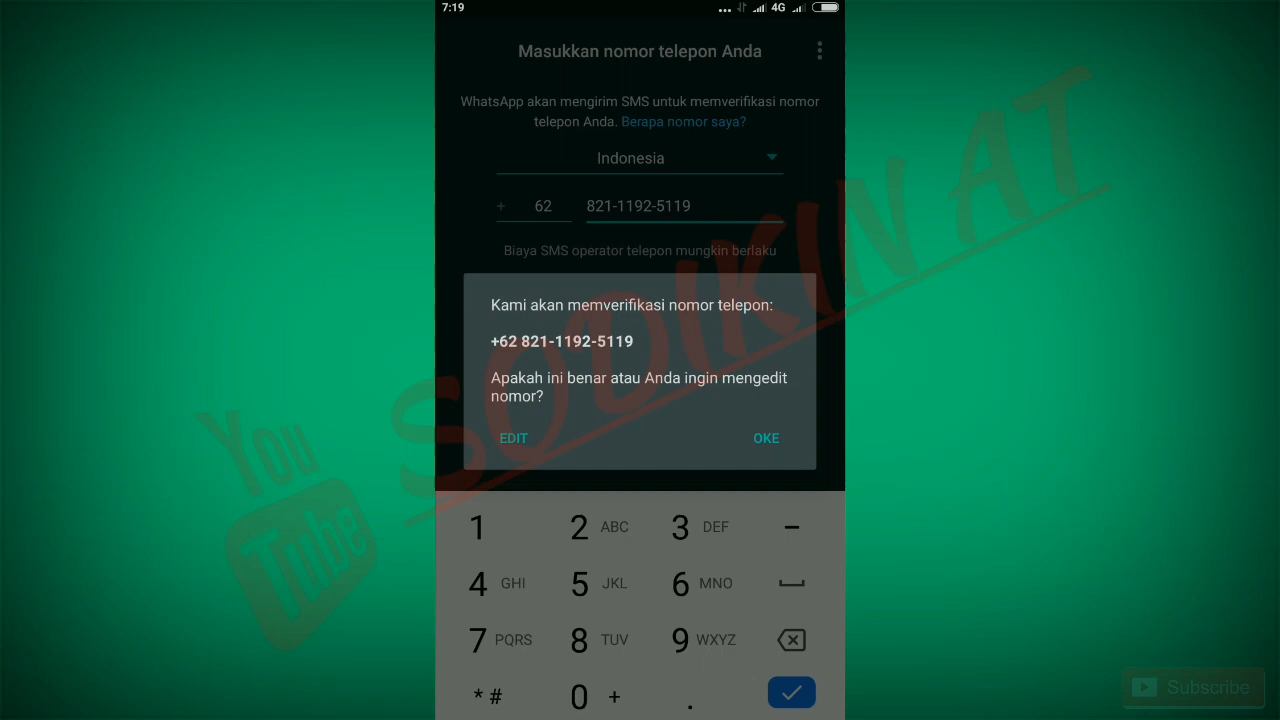 7:19
4G
Masukkan nomor telepon Anda
WhatsApp akan mengirim SMS untuk memverifikasi nomor
telepon Anda. Berapa nomor saya?
Indonesia
+ 62 821-1192-5119
Biaya SMS operator telepon mungkin berlaku
Kami akan memverifikasi nomor telepon:
+62 821-1192-5119
Apakah ini benar atau Anda ingin mengedit
nomor?
EDIT OKE
You
Tube
SODIKIN AT
1 2 ABC 3 DEF -
4 GHI 5 JKL 6 MNO
7 PQRS 8 TUV 9 WXYZ
* # 0 + .
Subscribe